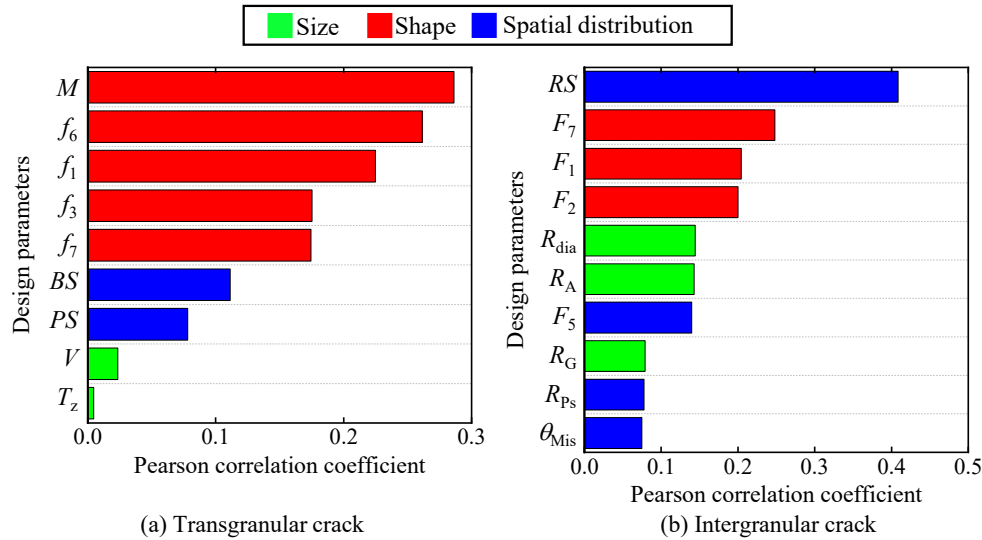 Size Shape Spatial distribution
Design parameters
M
f6
f1
f3
f7
BS
PS
V
Tz
0.0 0.1 0.2 0.3
Pearson correlation coefficient
(a) Transgranular crack
Design parameters
RS
F7
F1
F2
Rdia
RA
F5
RG
RPs
θMis
0.0 0.1 0.2 0.3 0.4 0.5
Pearson correlation coefficient
(b) Intergranular crack